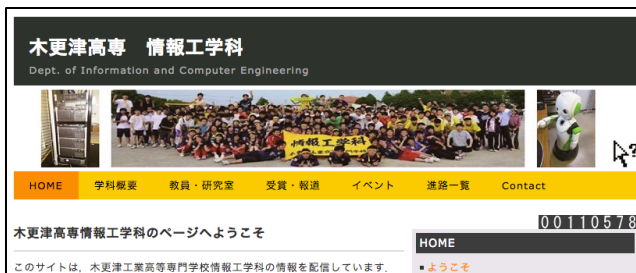 木更津高専 情報工学科
Dept. of Information and Computer Engineering
情報工学科
HOME 学科概要 教員・研究室 受賞・報道 イベント 進路一覧 Contact
00110578
木更津高専情報工学科のページへようこそ
HOME
このサイトは，木更津工業高等専門学校情報工学科の情報を配信しています．
ようこそ